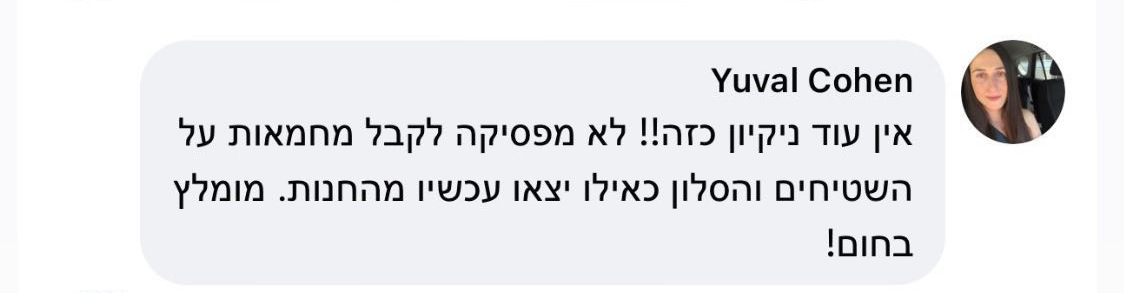 Yuval Cohen
אין עוד ניקיון כזה!! לא מפסיקה לקבל מחמאות על
השטיחים והסלון כאילו יצאו עכשיו מהחנות. מומלץ
בחום!